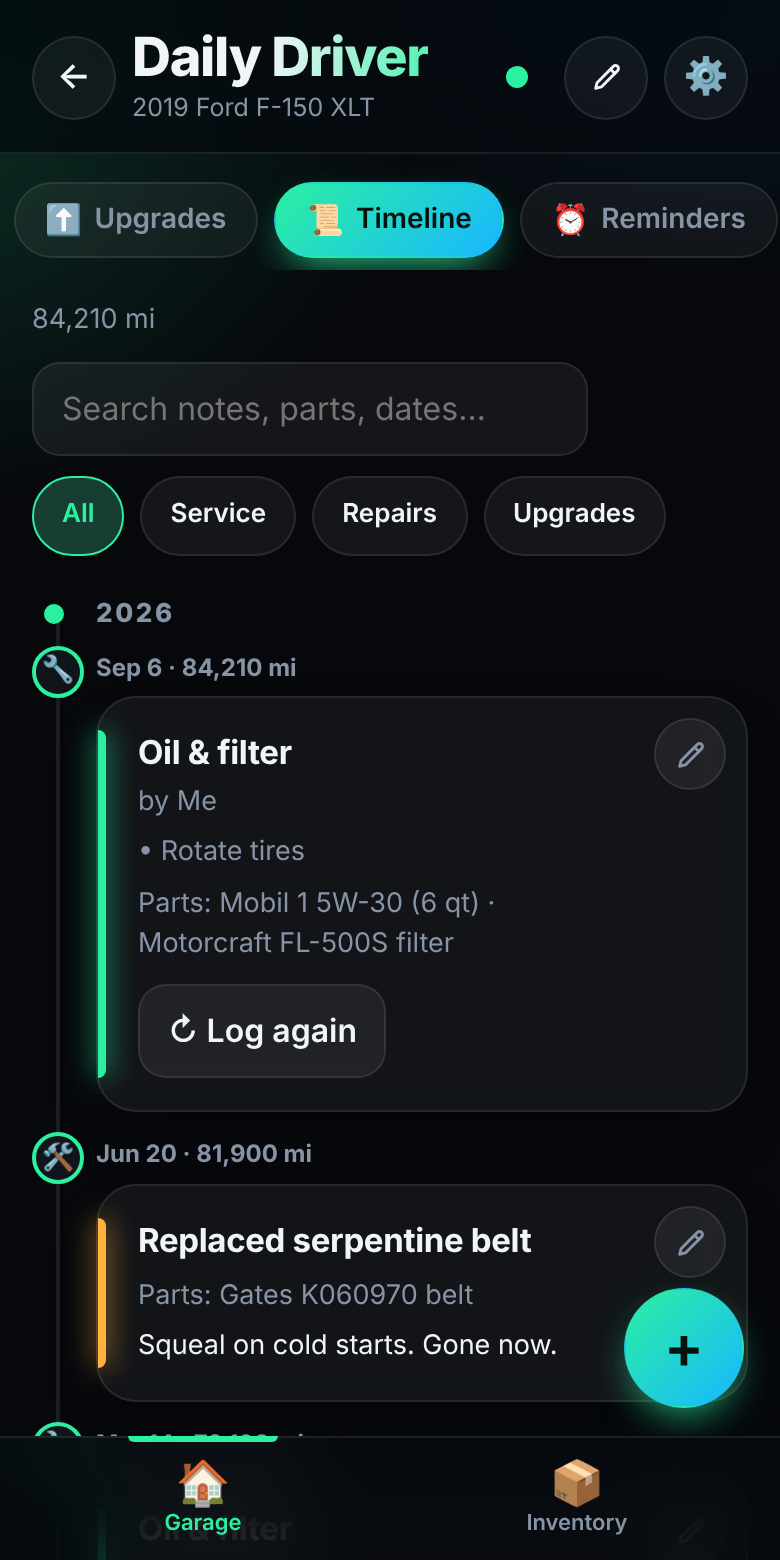 Daily Driver
2019 Ford F-150 XLT
Upgrades
Timeline
Reminders
84,210 mi
Search notes, parts, dates...
All
Service
Repairs
Upgrades
2026
Sep 6 · 84,210 mi
Oil & filter
by Me
• Rotate tires
Parts: Mobil 1 5W-30 (6 qt) ·
Motorcraft FL-500S filter
↻ Log again
Jun 20 · 81,900 mi
Replaced serpentine belt
Parts: Gates K060970 belt
Squeal on cold starts. Gone now.
+
Oil & filter
Garage
Inventory